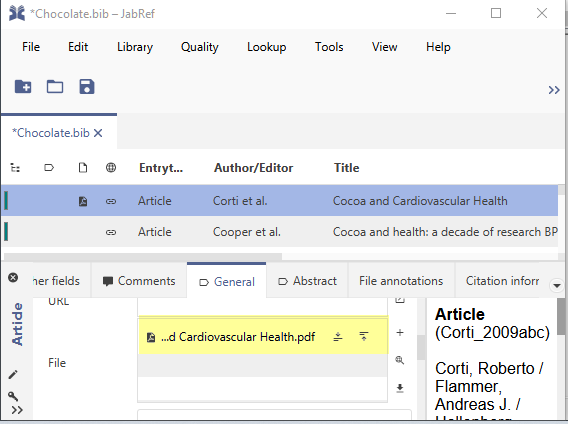 *Chocolate.bib – JabRef
File Edit Library Quality Lookup Tools View Help
*Chocolate.bib
Entryt... Author/Editor Title
Article Corti et al. Cocoa and Cardiovascular Health
Article Cooper et al. Cocoa and health: a decade of research BP
ner fields Comments General Abstract File annotations Citation inforr
Article
URL
File
...d Cardiovascular Health.pdf
Article
(Corti_2009abc)
Corti, Roberto /
Flammer,
Andreas J. /
Hollenberg